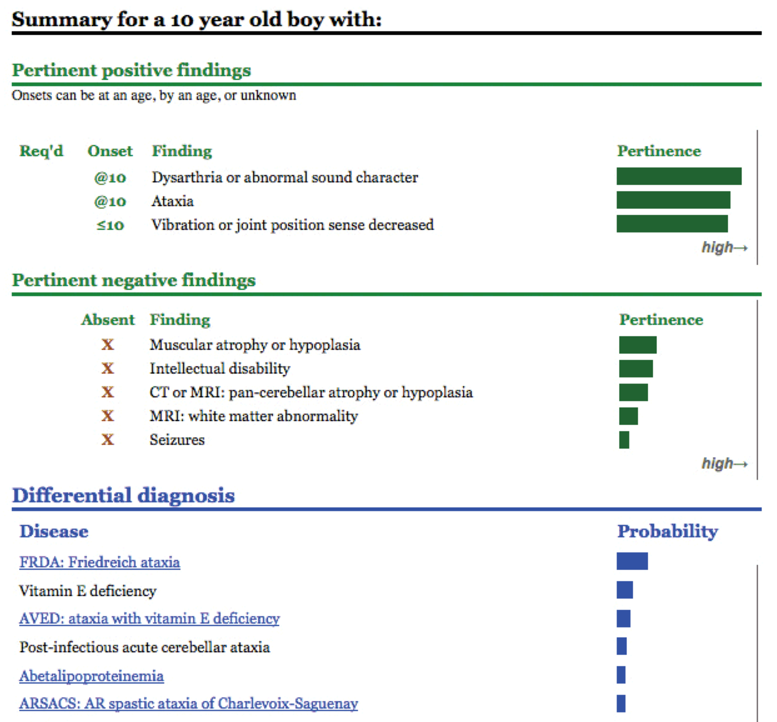 Summary for a 10 year old boy with:
Pertinent positive findings
Onsets can be at an age, by an age, or unknown
Req'd Onset Finding Pertinence
@10 Dysarthria or abnormal sound character
@10 Ataxia
≤10 Vibration or joint position sense decreased
high→
Pertinent negative findings
Absent Finding Pertinence
X Muscular atrophy or hypoplasia
X Intellectual disability
X CT or MRI: pan-cerebellar atrophy or hypoplasia
X MRI: white matter abnormality
X Seizures
high→
Differential diagnosis
Disease Probability
FRDA: Friedreich ataxia
Vitamin E deficiency
AVED: ataxia with vitamin E deficiency
Post-infectious acute cerebellar ataxia
Abetalipoproteinemia
ARSACS: AR spastic ataxia of Charlevoix-Saguenay